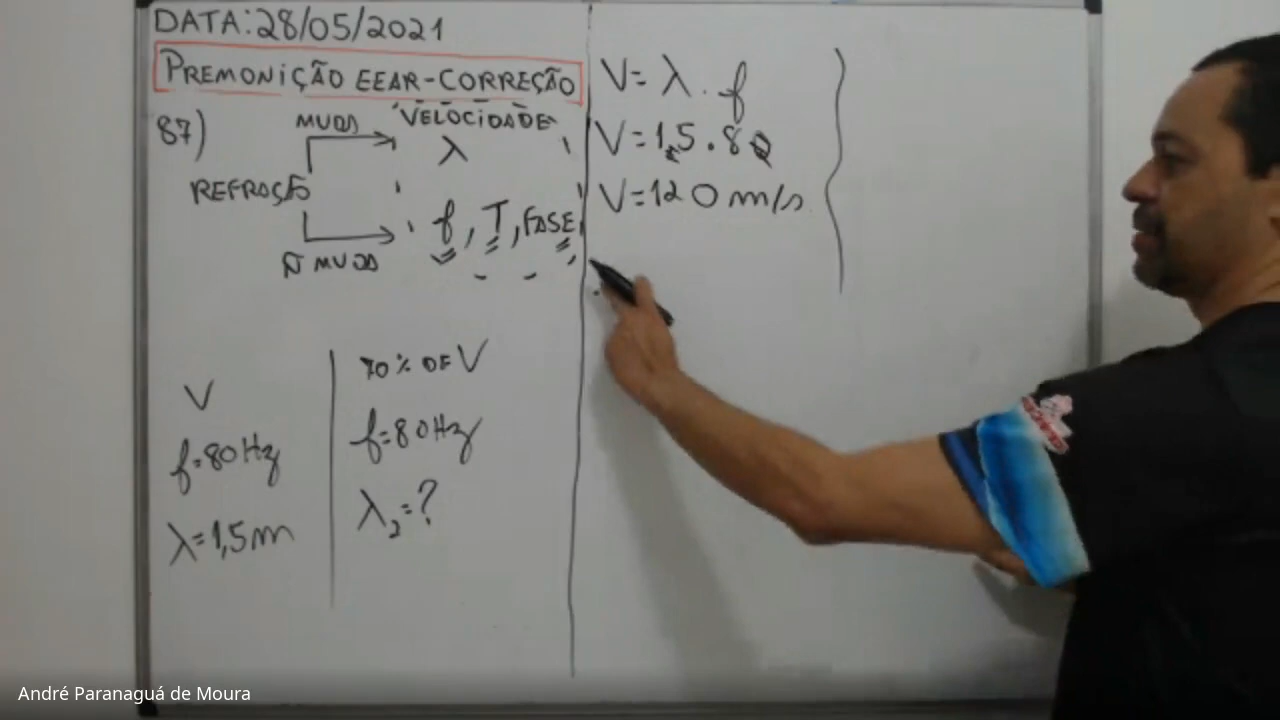 DATA:28/05/2021
PREMONIÇÃO EEAR-CORREÇÃO
87)
MUDA VELOCIDADE
λ
REFRAÇÃO
f, T, FASE
Ñ MUDA
V
f=80Hz
λ=1,5m
70% DE V
f=80Hz
λ₂=?
V= λ . f
V=1,5.80
V=120m/s
André Paranaguá de Moura